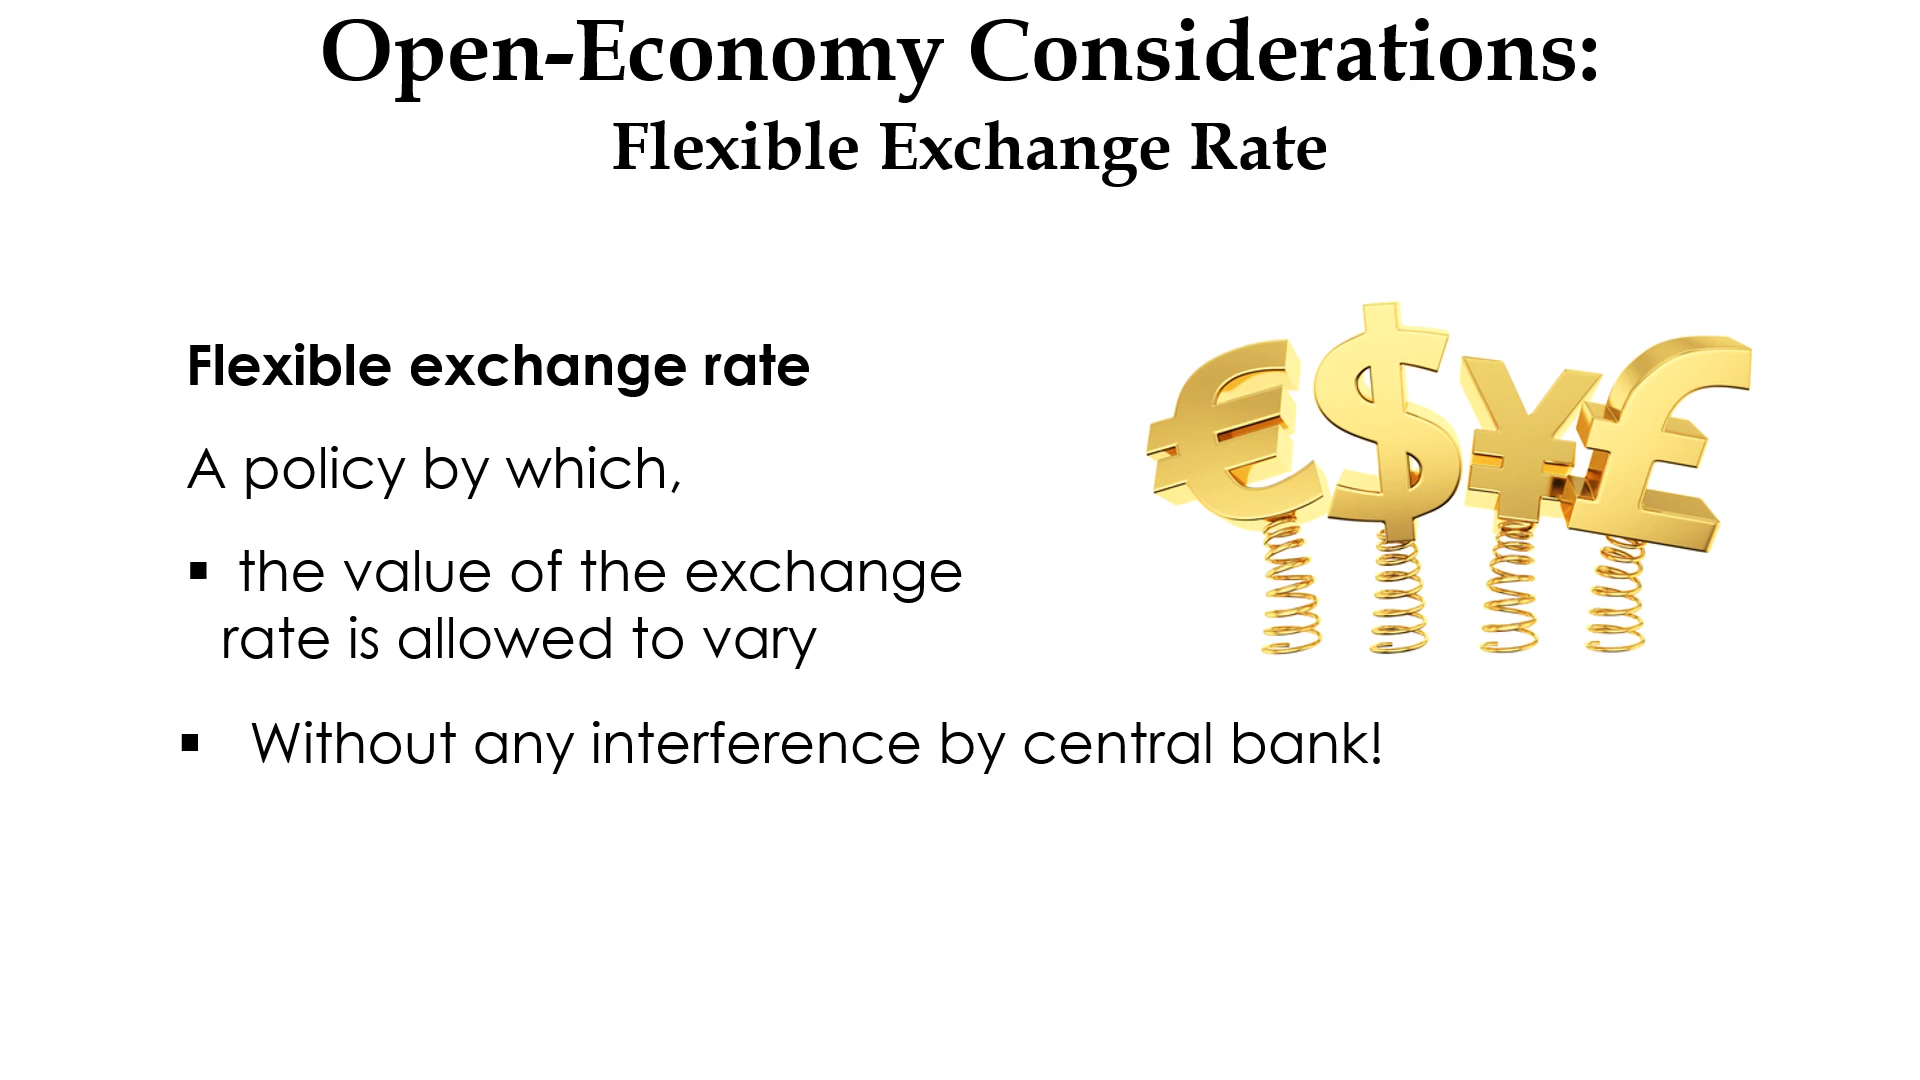 Open-Economy Considerations:
Flexible Exchange Rate
Flexible exchange rate
A policy by which,
▪ the value of the exchange
rate is allowed to vary
▪ Without any interference by central bank!
€$¥£